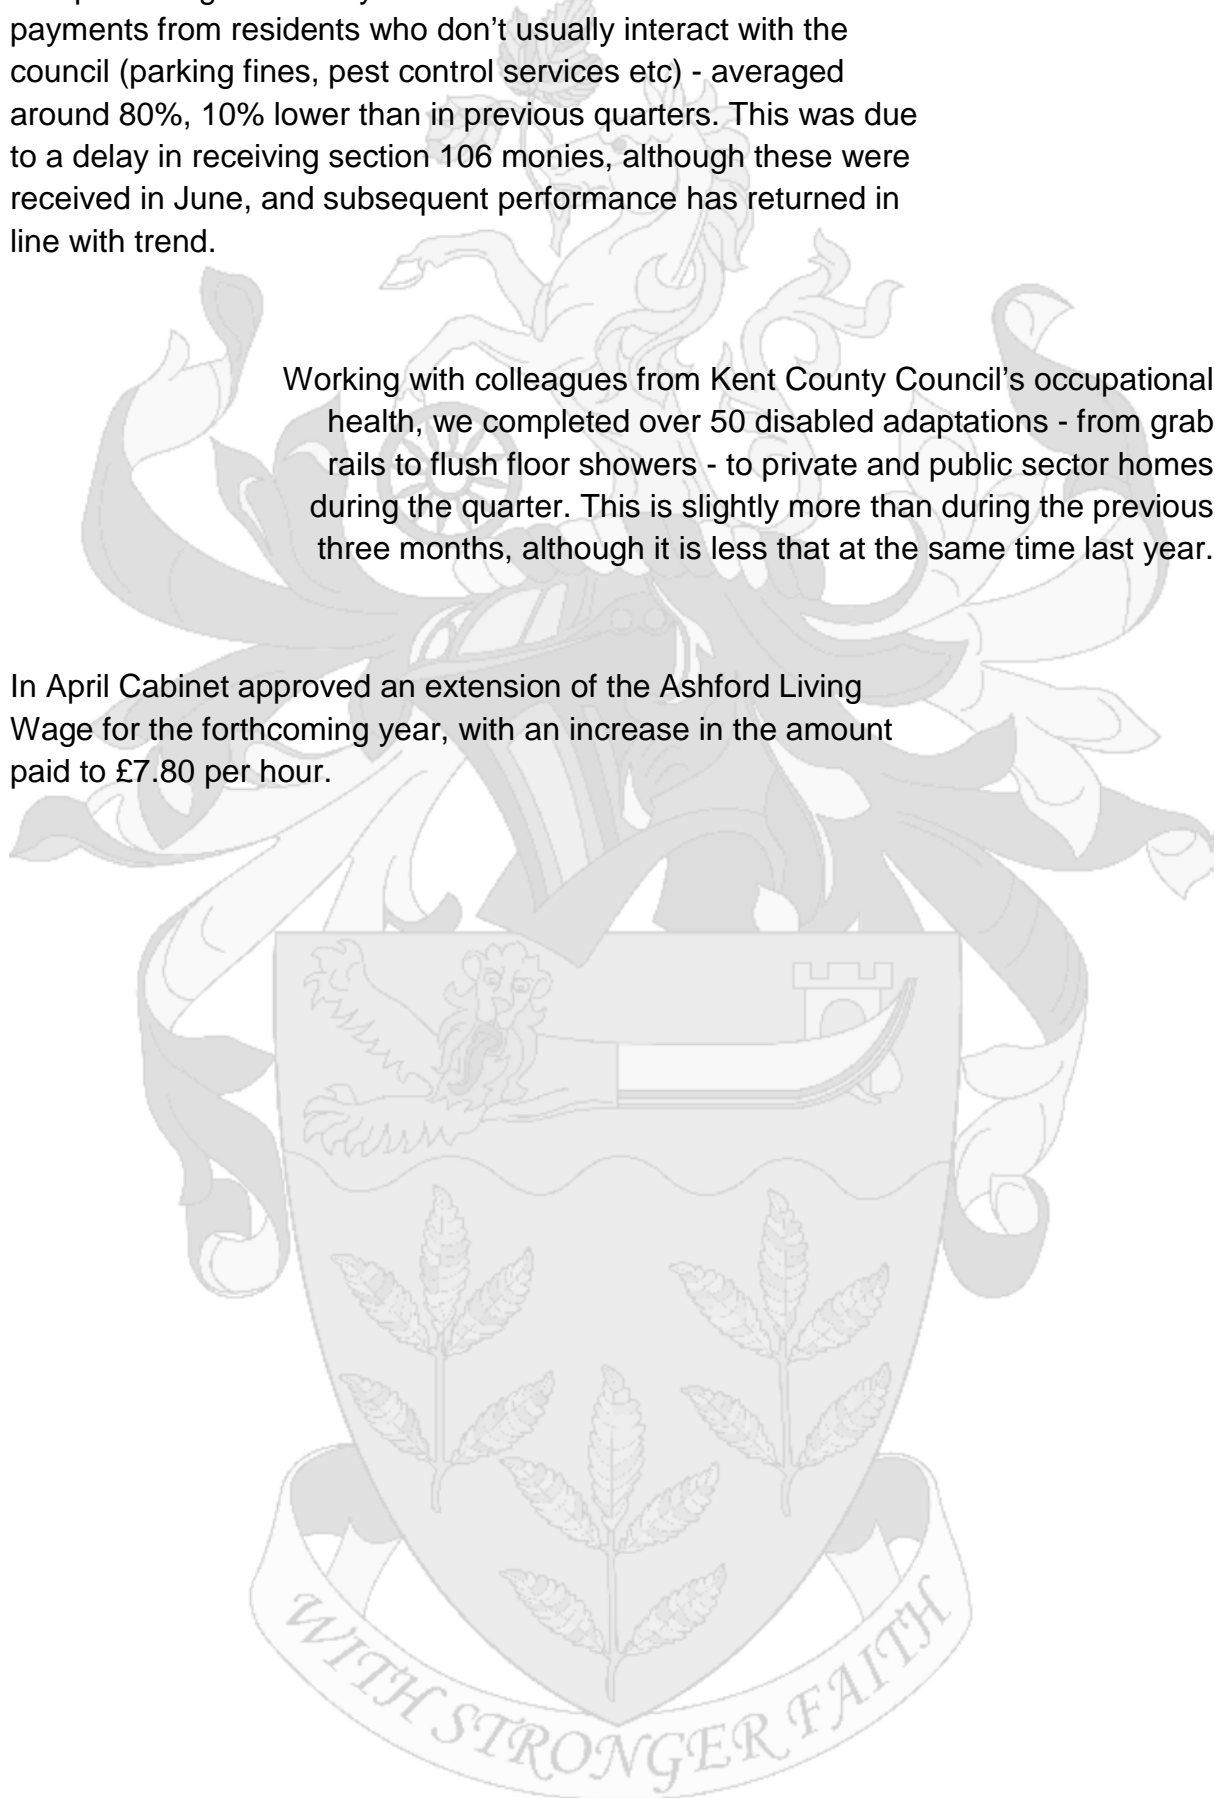 payments from residents who don’t usually interact with the
council (parking fines, pest control services etc) - averaged
around 80%, 10% lower than in previous quarters. This was due
to a delay in receiving section 106 monies, although these were
received in June, and subsequent performance has returned in
line with trend.
Working with colleagues from Kent County Council’s occupational
health, we completed over 50 disabled adaptations - from grab
rails to flush floor showers - to private and public sector homes
during the quarter. This is slightly more than during the previous
three months, although it is less that at the same time last year.
In April Cabinet approved an extension of the Ashford Living
Wage for the forthcoming year, with an increase in the amount
paid to £7.80 per hour.
WITH STRONGER FAITH